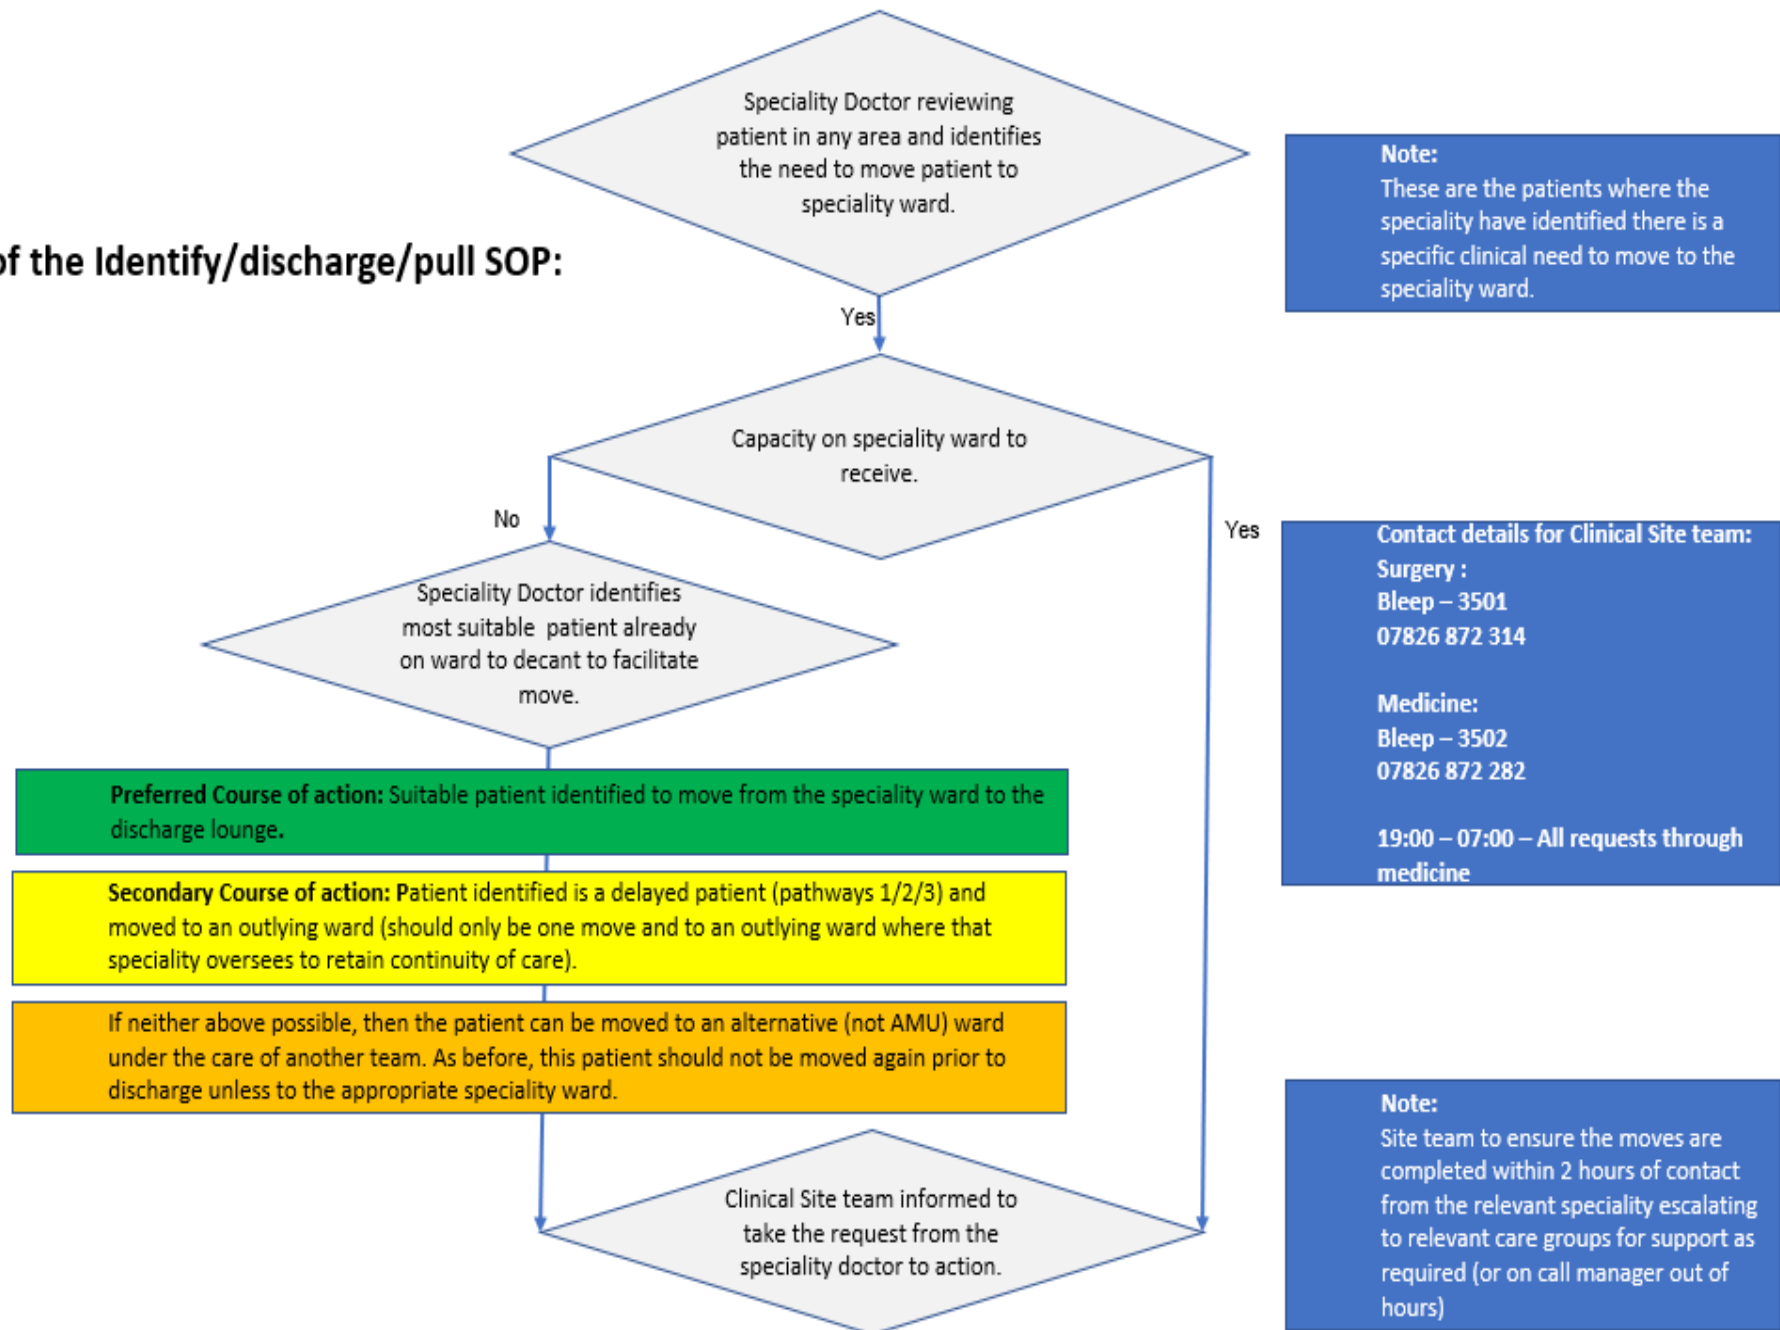 Speciality Doctor reviewing
patient in any area and identifies
the need to move patient to
speciality ward.
Note:
These are the patients where the
speciality have identified there is a
specific clinical need to move to the
speciality ward.
of the Identify/discharge/pull SOP:
Yes
Capacity on speciality ward to
receive.
No
Yes
Speciality Doctor identifies
most suitable patient already
on ward to decant to facilitate
move.
Contact details for Clinical Site team:
Surgery :
Bleep – 3501
07826 872 314
Medicine:
Bleep – 3502
07826 872 282
19:00 – 07:00 – All requests through
medicine
Preferred Course of action: Suitable patient identified to move from the speciality ward to the
discharge lounge.
Secondary Course of action: Patient identified is a delayed patient (pathways 1/2/3) and
moved to an outlying ward (should only be one move and to an outlying ward where that
speciality oversees to retain continuity of care).
If neither above possible, then the patient can be moved to an alternative (not AMU) ward
under the care of another team. As before, this patient should not be moved again prior to
discharge unless to the appropriate speciality ward.
Clinical Site team informed to
take the request from the
speciality doctor to action.
Note:
Site team to ensure the moves are
completed within 2 hours of contact
from the relevant speciality escalating
to relevant care groups for support as
required (or on call manager out of
hours)